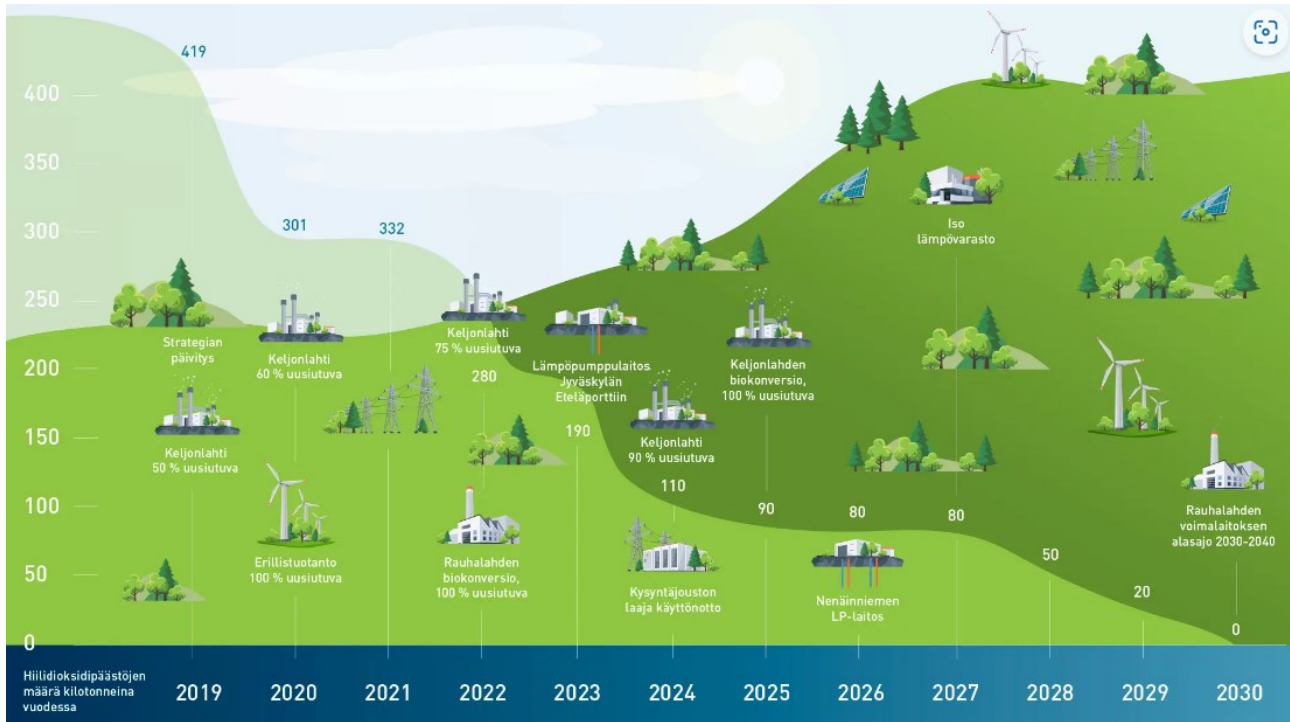 419
400
350
300
301
332
250
Strategian
päivitys
Keljonlahti
60 % uusiutuva
Keljonlahti
75 % uusiutuva
Lämpöpumppulaitos
Jyväskylän
Eteläporttiin
Keljonlahden
biokonversio,
100 % uusiutuva
Iso
lämpövarasto
200
280
190
150
Keljonlahti
50 % uusiutuva
Keljonlahti
90 % uusiutuva
110
100
90
80
80
50
20
0
Erillistuotanto
100 % uusiutuva
Rauhalahden
biokonversio,
100 % uusiutuva
Kysyntäjouston
laaja käyttönotto
Nenäinniemen
LP-laitos
Rauhalahden
voimalaitoksen
alasajo 2030-2040
50
0
Hiilidioksidipäästöjen
määrä kilotonneina
vuodessa
2019
2020
2021
2022
2023
2024
2025
2026
2027
2028
2029
2030